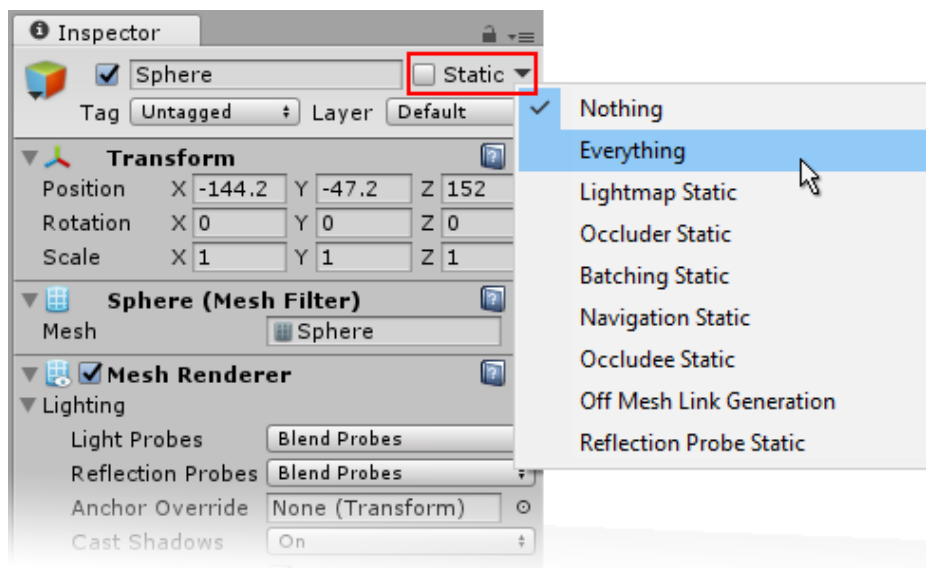 Inspector
Sphere Static
Tag Untagged Layer Default
Transform
Position X -144.2 Y -47.2 Z 152
Rotation X 0 Y 0 Z 0
Scale X 1 Y 1 Z 1
Sphere (Mesh Filter)
Mesh Sphere
Mesh Renderer
Lighting
Light Probes Blend Probes
Reflection Probes Blend Probes
Anchor Override None (Transform)
Cast Shadows On
Nothing
Everything
Lightmap Static
Occluder Static
Batching Static
Navigation Static
Occludee Static
Off Mesh Link Generation
Reflection Probe Static